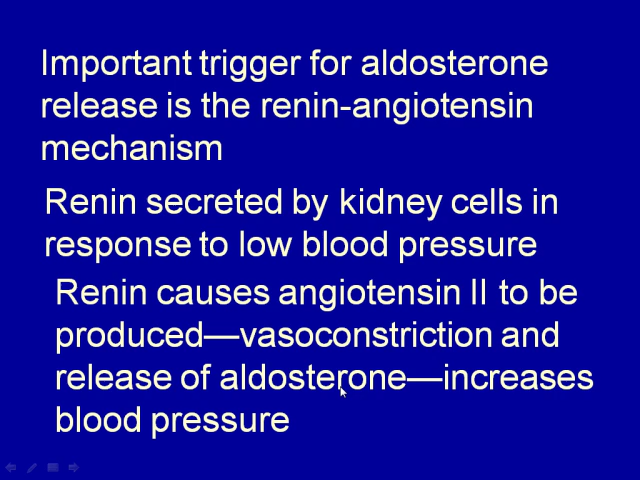 Important trigger for aldosterone
release is the renin-angiotensin
mechanism
Renin secreted by kidney cells in
response to low blood pressure
Renin causes angiotensin II to be
produced—vasoconstriction and
release of aldosterone—increases
blood pressure